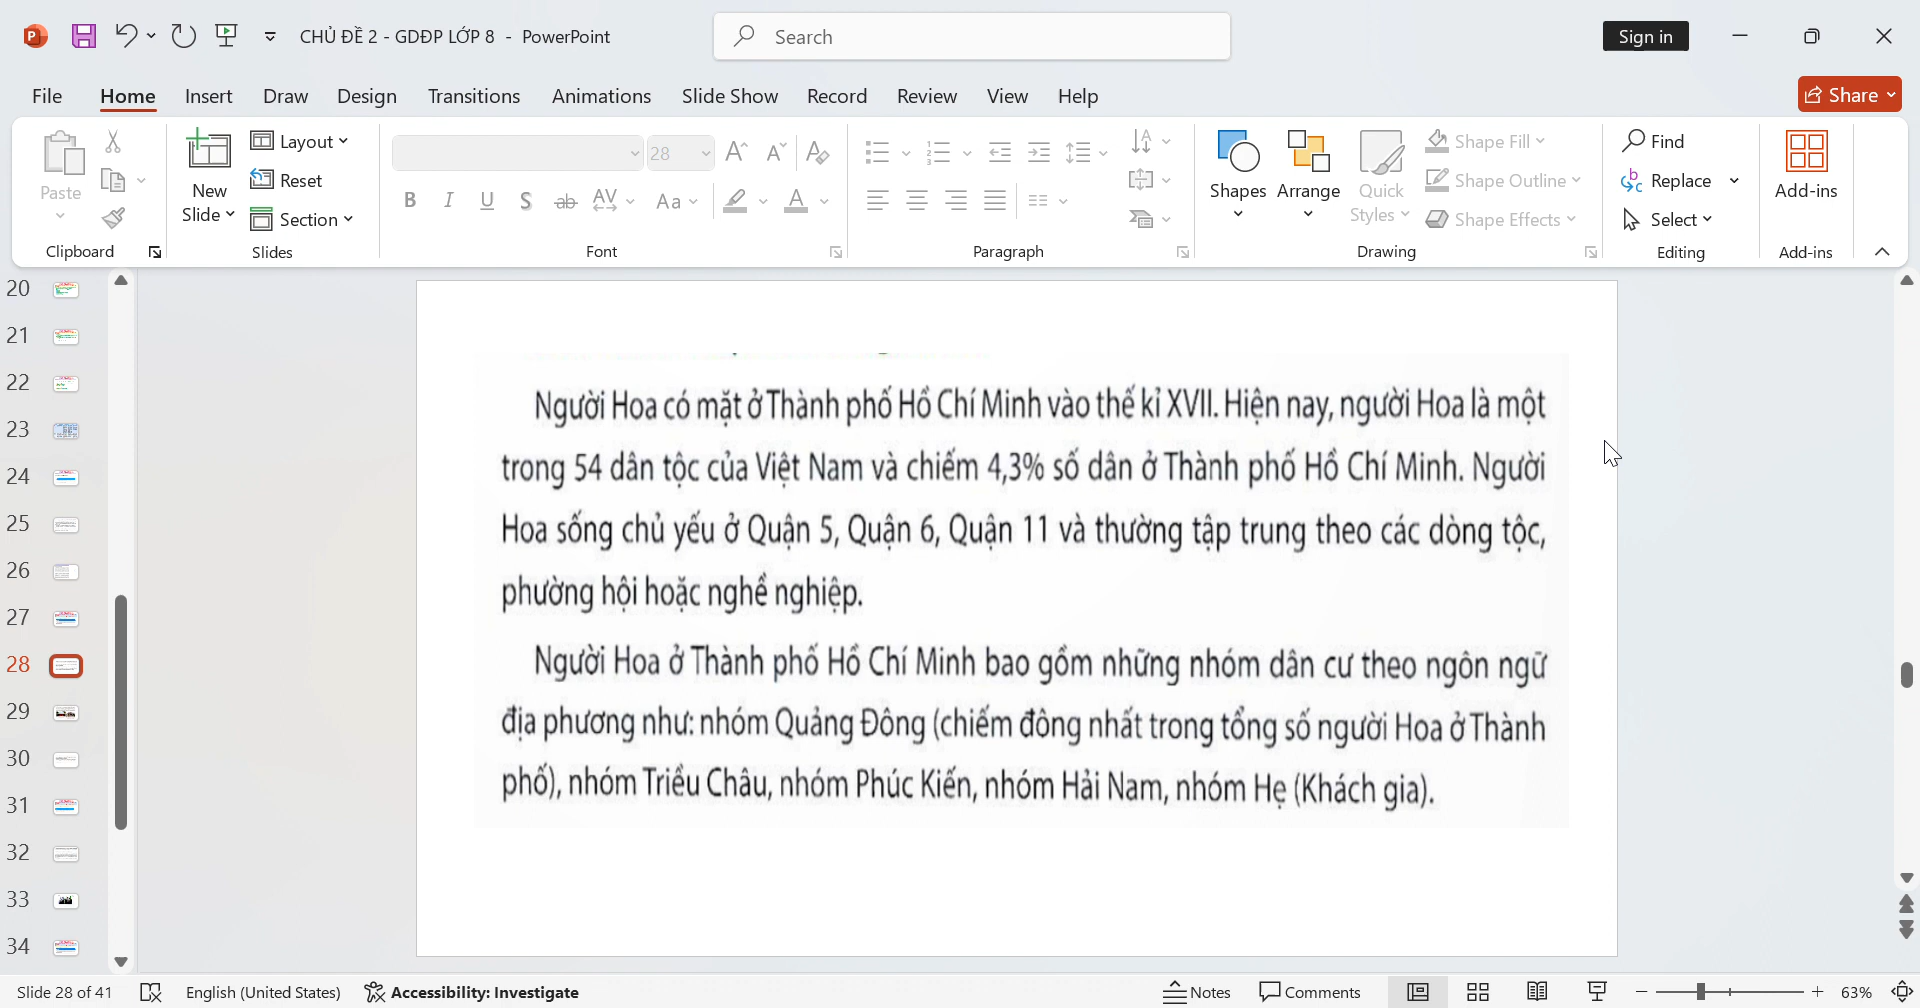 CHỦ ĐỀ 2 - GDĐP LỚP 8 - PowerPoint
Search
Sign in
File Home Insert Draw Design Transitions Animations Slide Show Record Review View Help
Share
Paste
New Slide
Layout
Reset
Section
28
B I U S ab AV Aa A
Shapes
Arrange
Quick Styles
Shape Fill
Shape Outline
Shape Effects
Find
Replace
Select
Add-ins
Clipboard Slides Font Paragraph Drawing Editing Add-ins
20
21
22
23
24
25
26
27
28
29
30
31
32
33
34
Người Hoa có mặt ở Thành phố Hồ Chí Minh vào thế kỉ XVII. Hiện nay, người Hoa là một
trong 54 dân tộc của Việt Nam và chiếm 4,3% số dân ở Thành phố Hồ Chí Minh. Người
Hoa sống chủ yếu ở Quận 5, Quận 6, Quận 11 và thường tập trung theo các dòng tộc,
phường hội hoặc nghề nghiệp.
Người Hoa ở Thành phố Hồ Chí Minh bao gồm những nhóm dân cư theo ngôn ngữ
địa phương như: nhóm Quảng Đông (chiếm đông nhất trong tổng số người Hoa ở Thành
phố), nhóm Triều Châu, nhóm Phúc Kiến, nhóm Hải Nam, nhóm Hẹ (Khách gia).
Slide 28 of 41 English (United States) Accessibility: Investigate Notes Comments 63%